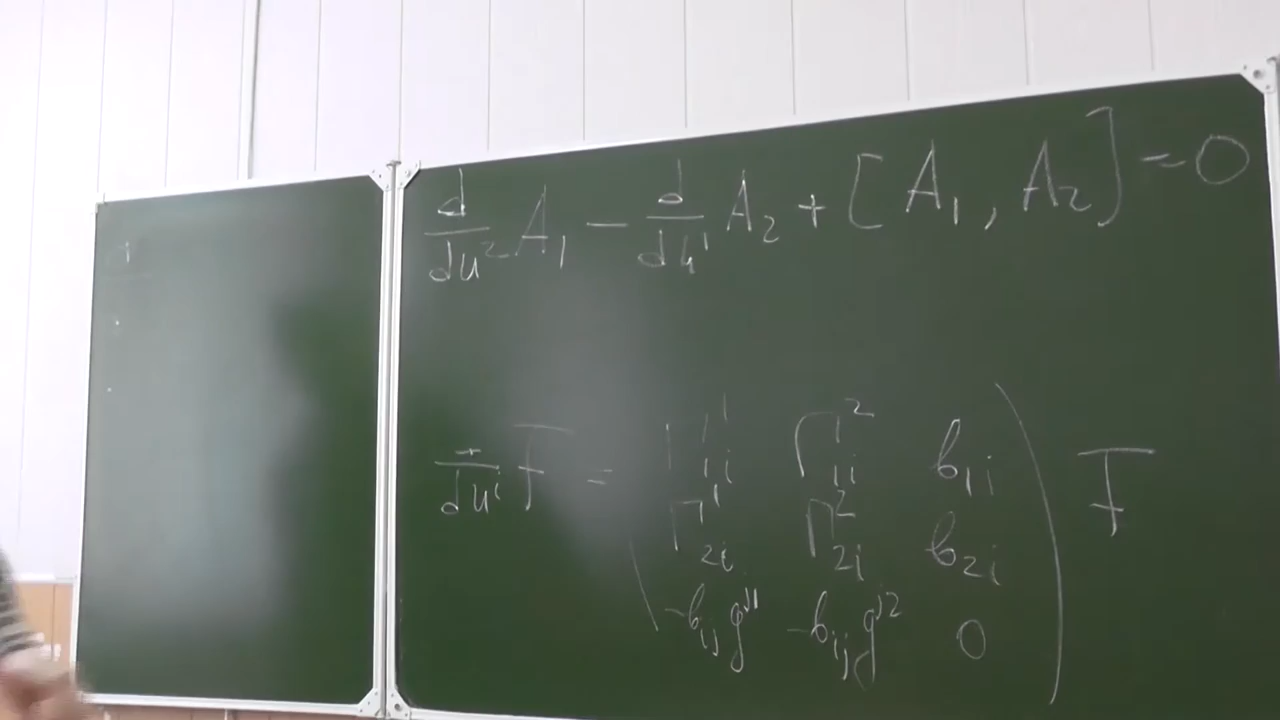 d/du² A₁ − d/du¹ A₂ + [A₁, A₂] = 0
d/duⁱ F = ( Γ¹₁ᵢ Γ²₁ᵢ b₁ᵢ ) F
Γ¹₂ᵢ Γ²₂ᵢ b₂ᵢ
−bᵢⱼgʲ¹ −bᵢⱼgʲ² 0